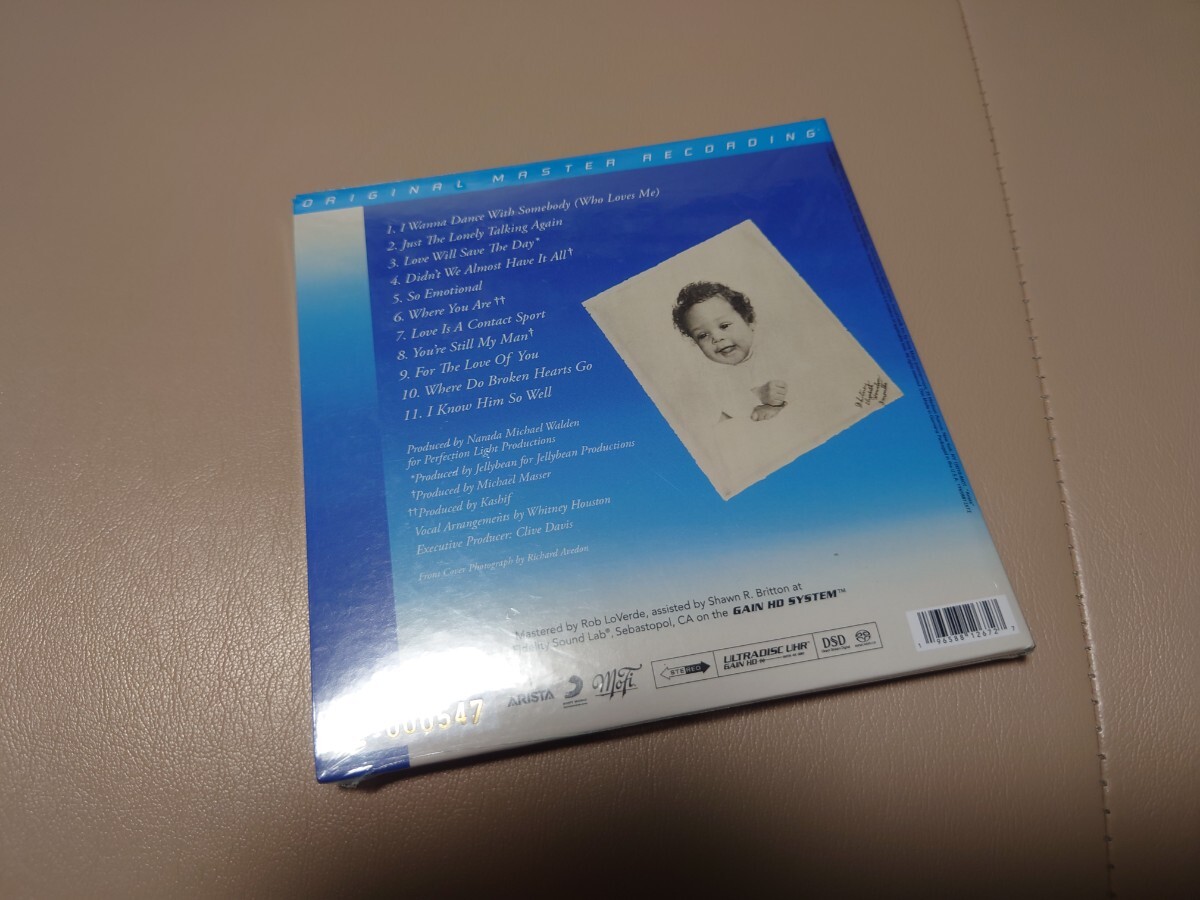 ORIGINAL MASTER RECORDING
1. I Wanna Dance With Somebody (Who Loves Me)
2. Just The Lonely Talking Again
3. Love Will Save The Day*
4. Didn't We Almost Have It All†
5. So Emotional
6. Where You Are††
7. Love Is A Contact Sport
8. You're Still My Man†
9. For The Love Of You
10. Where Do Broken Hearts Go
11. I Know Him So Well
Produced by Narada Michael Walden
for Perfection Light Productions
*Produced by Jellybean for Jellybean Productions
†Produced by Michael Masser
††Produced by Kashif
Vocal Arrangements by Whitney Houston
Executive Producer: Clive Davis
Front Cover Photograph by Richard Avedon
Mastered by Rob LoVerde, assisted by Shawn R. Britton at
Fidelity Sound Lab®, Sebastopol, CA on the GAIN HD SYSTEM™
000547
ARISTA
MoFi
STEREO
ULTRADISC UHR™
GAIN HD
DSD
1 96588 12672 7